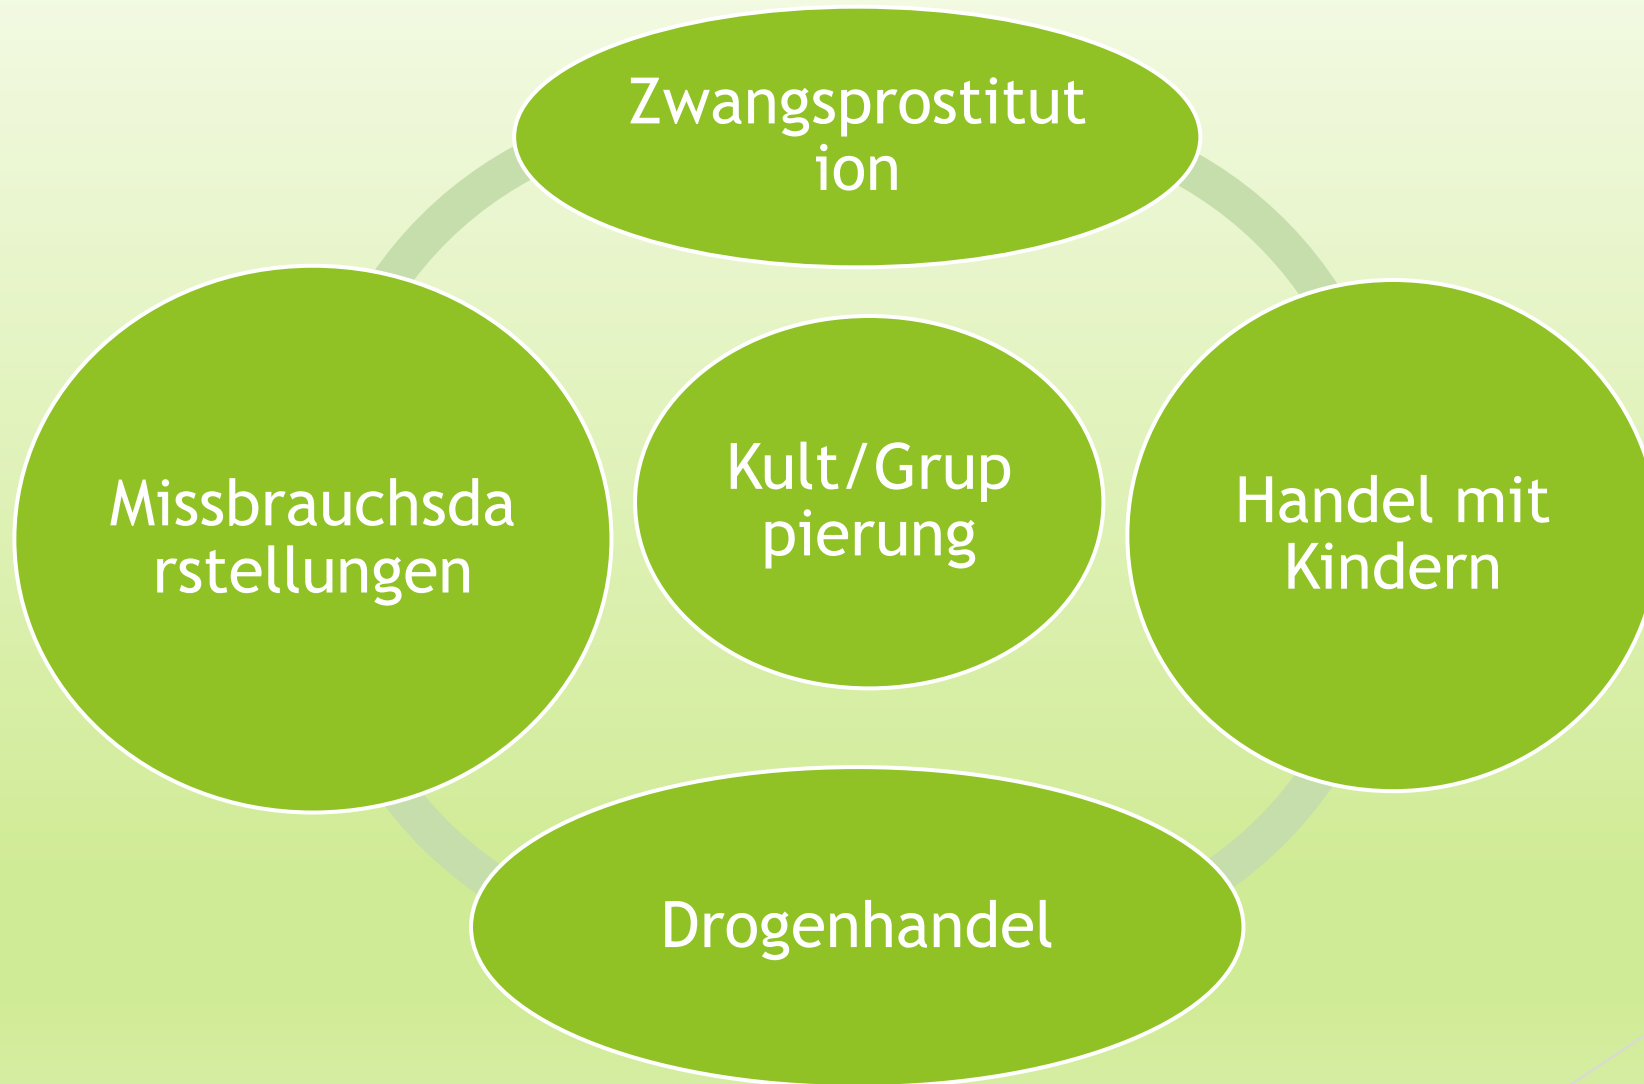 Zwangsprostitut
ion
Missbrauchsda
rstellungen
Kult/Grup
pierung
Handel mit
Kindern
Drogenhandel